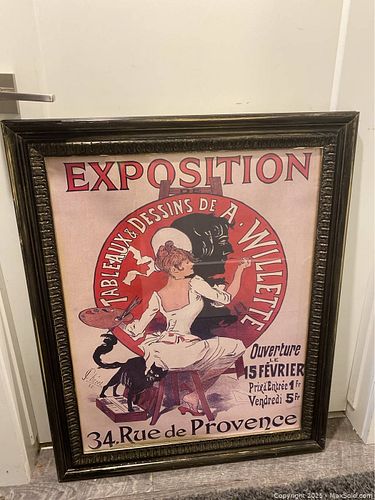 EXPOSITION
DE
TABLEAUX & DESSINS DE A. WILLETTE
Ouverture
LE
15 FÉVRIER
Prix d'Entrée 1 Fr
Vendredi 5 Fr
34. Rue de Provence
Copyright 2025 • MaxSold.com